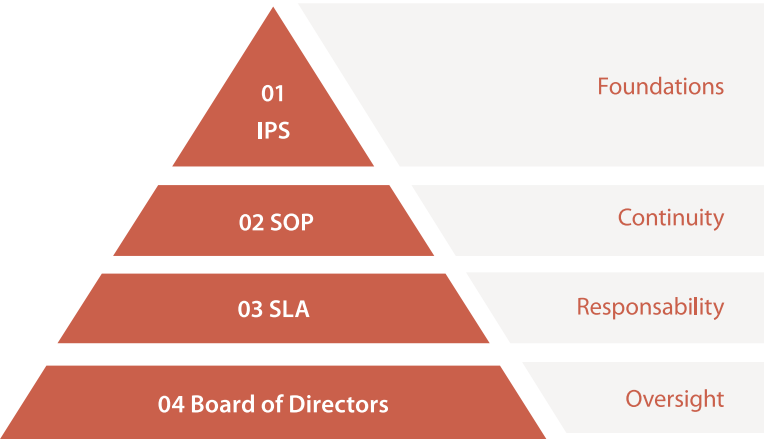 01
IPS
Foundations
02 SOP
Continuity
03 SLA
Responsability
04 Board of Directors
Oversight